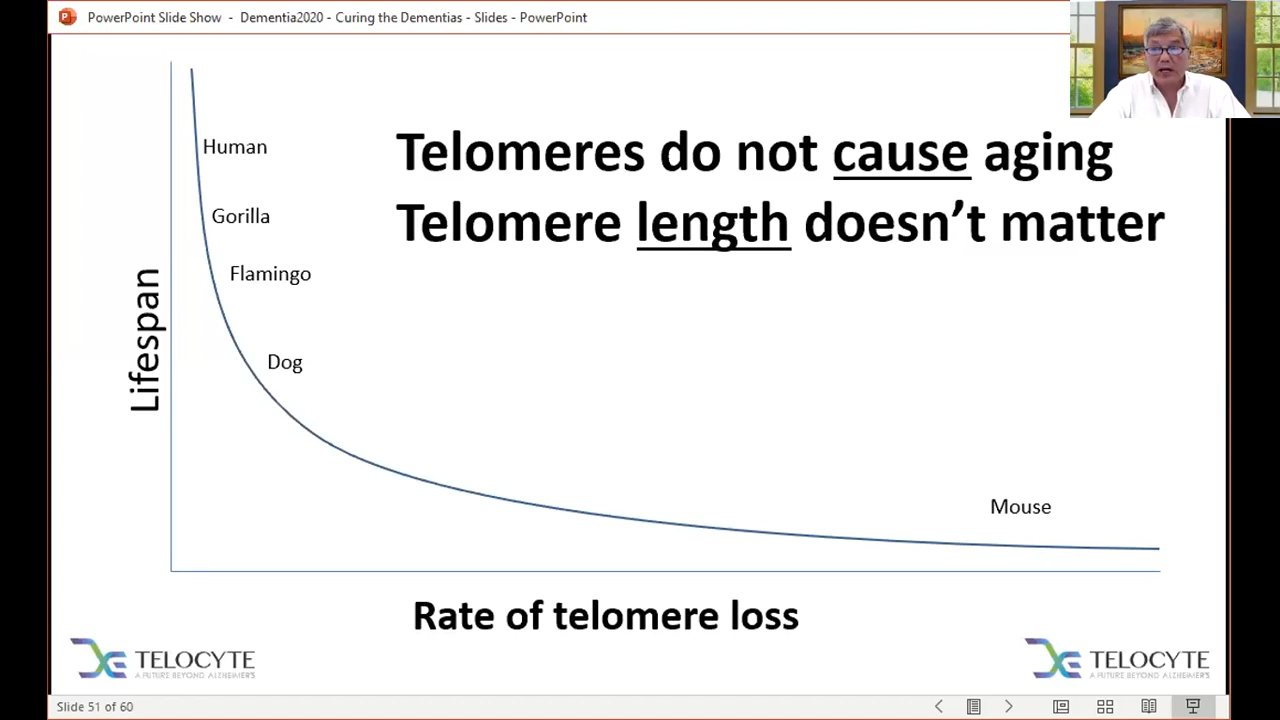 PowerPoint Slide Show - Dementia2020 - Curing the Dementias - Slides - PowerPoint
Telomeres do not cause aging
Telomere length doesn’t matter
Human
Gorilla
Flamingo
Dog
Mouse
Lifespan
Rate of telomere loss
TELOCYTE
A FUTURE BEYOND ALZHEIMER'S
TELOCYTE
A FUTURE BEYOND ALZHEIMER'S
Slide 51 of 60